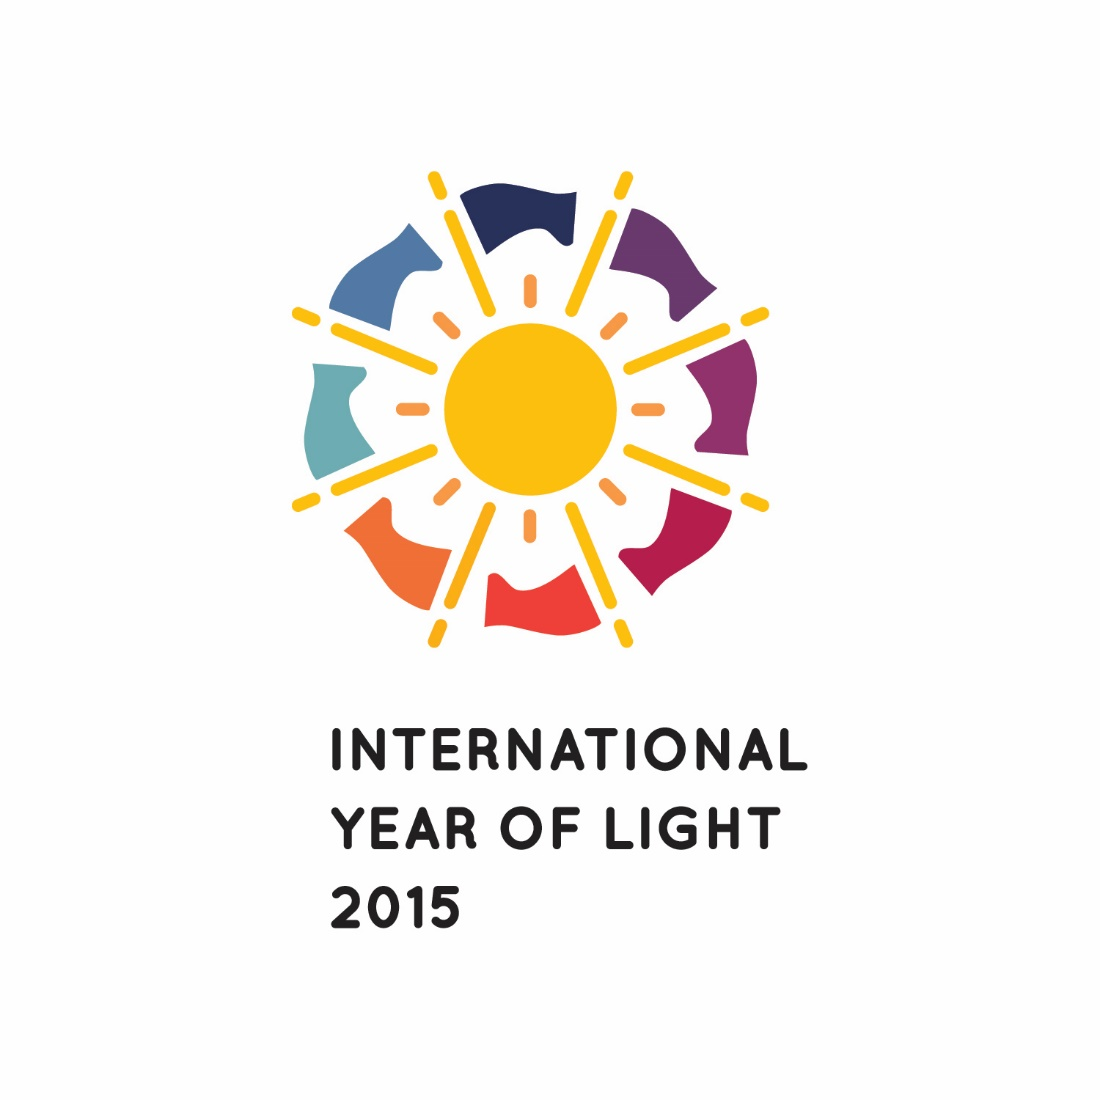 INTERNATIONAL
YEAR OF LIGHT
2015